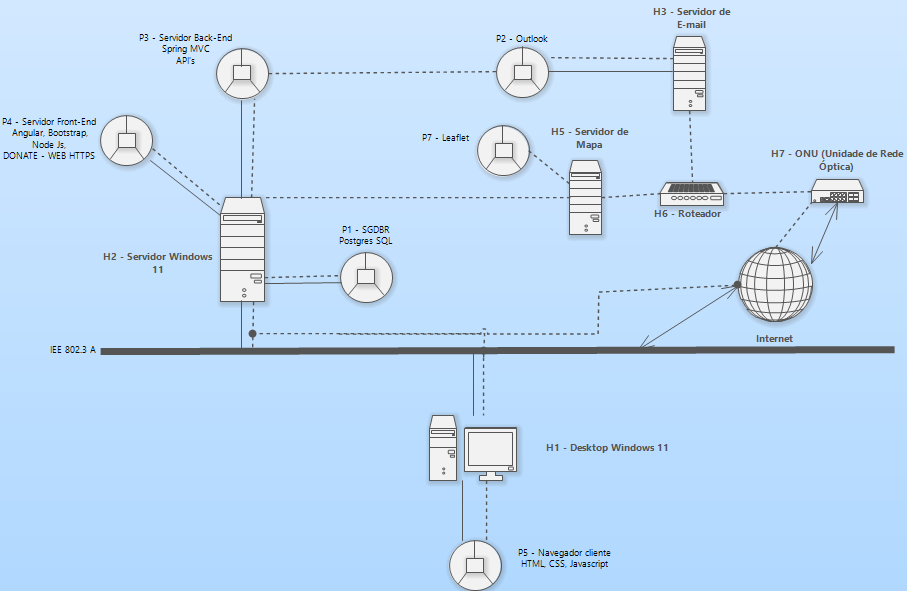 H3 - Servidor de
E-mail
P3 - Servidor Back-End
Spring MVC
API's
P2 - Outlook
P4 - Servidor Front-End
Angular, Bootstrap,
Node Js,
DONATE - WEB HTTPS
P7 - Leaflet
H5 - Servidor de
Mapa
H7 - ONU (Unidade de Rede
Óptica)
H6 - Roteador
P1 - SGDBR
Postgres SQL
H2 - Servidor Windows
11
Internet
IEE 802.3 A
H1 - Desktop Windows 11
P5 - Navegador cliente
HTML, CSS, Javascript